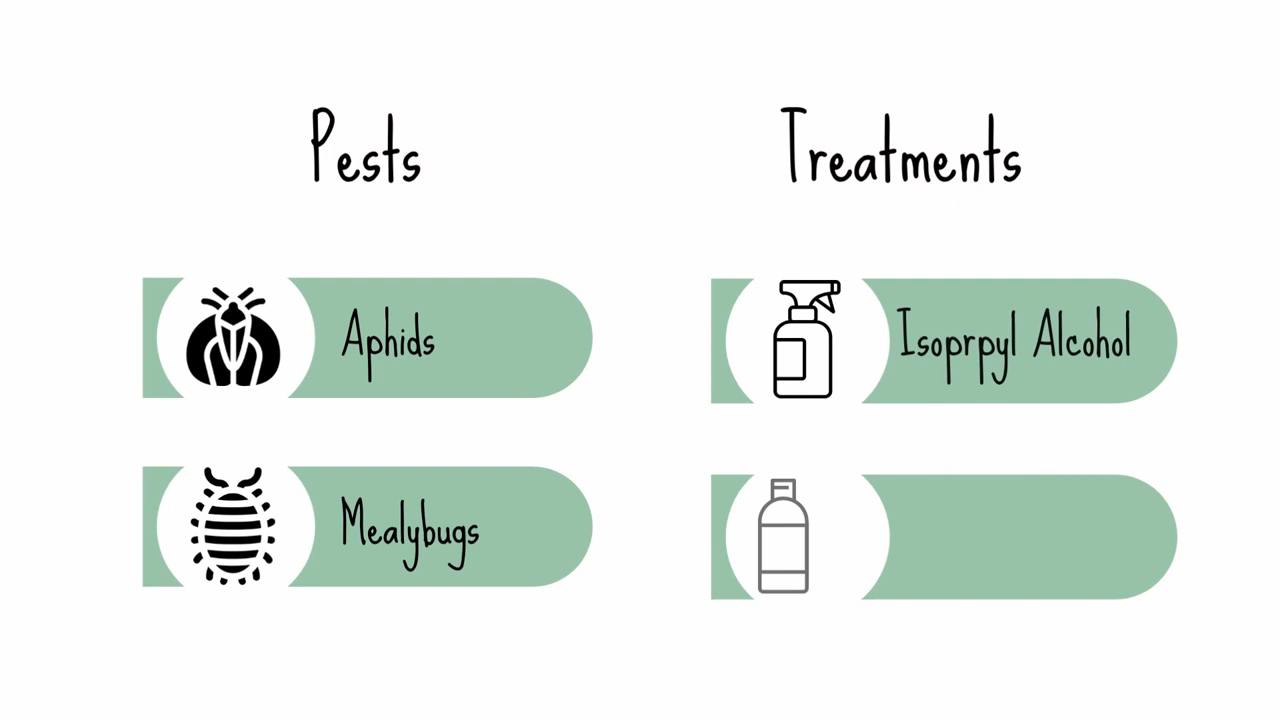 Pests
Treatments
Aphids
Isoprpyl Alcohol
Mealybugs